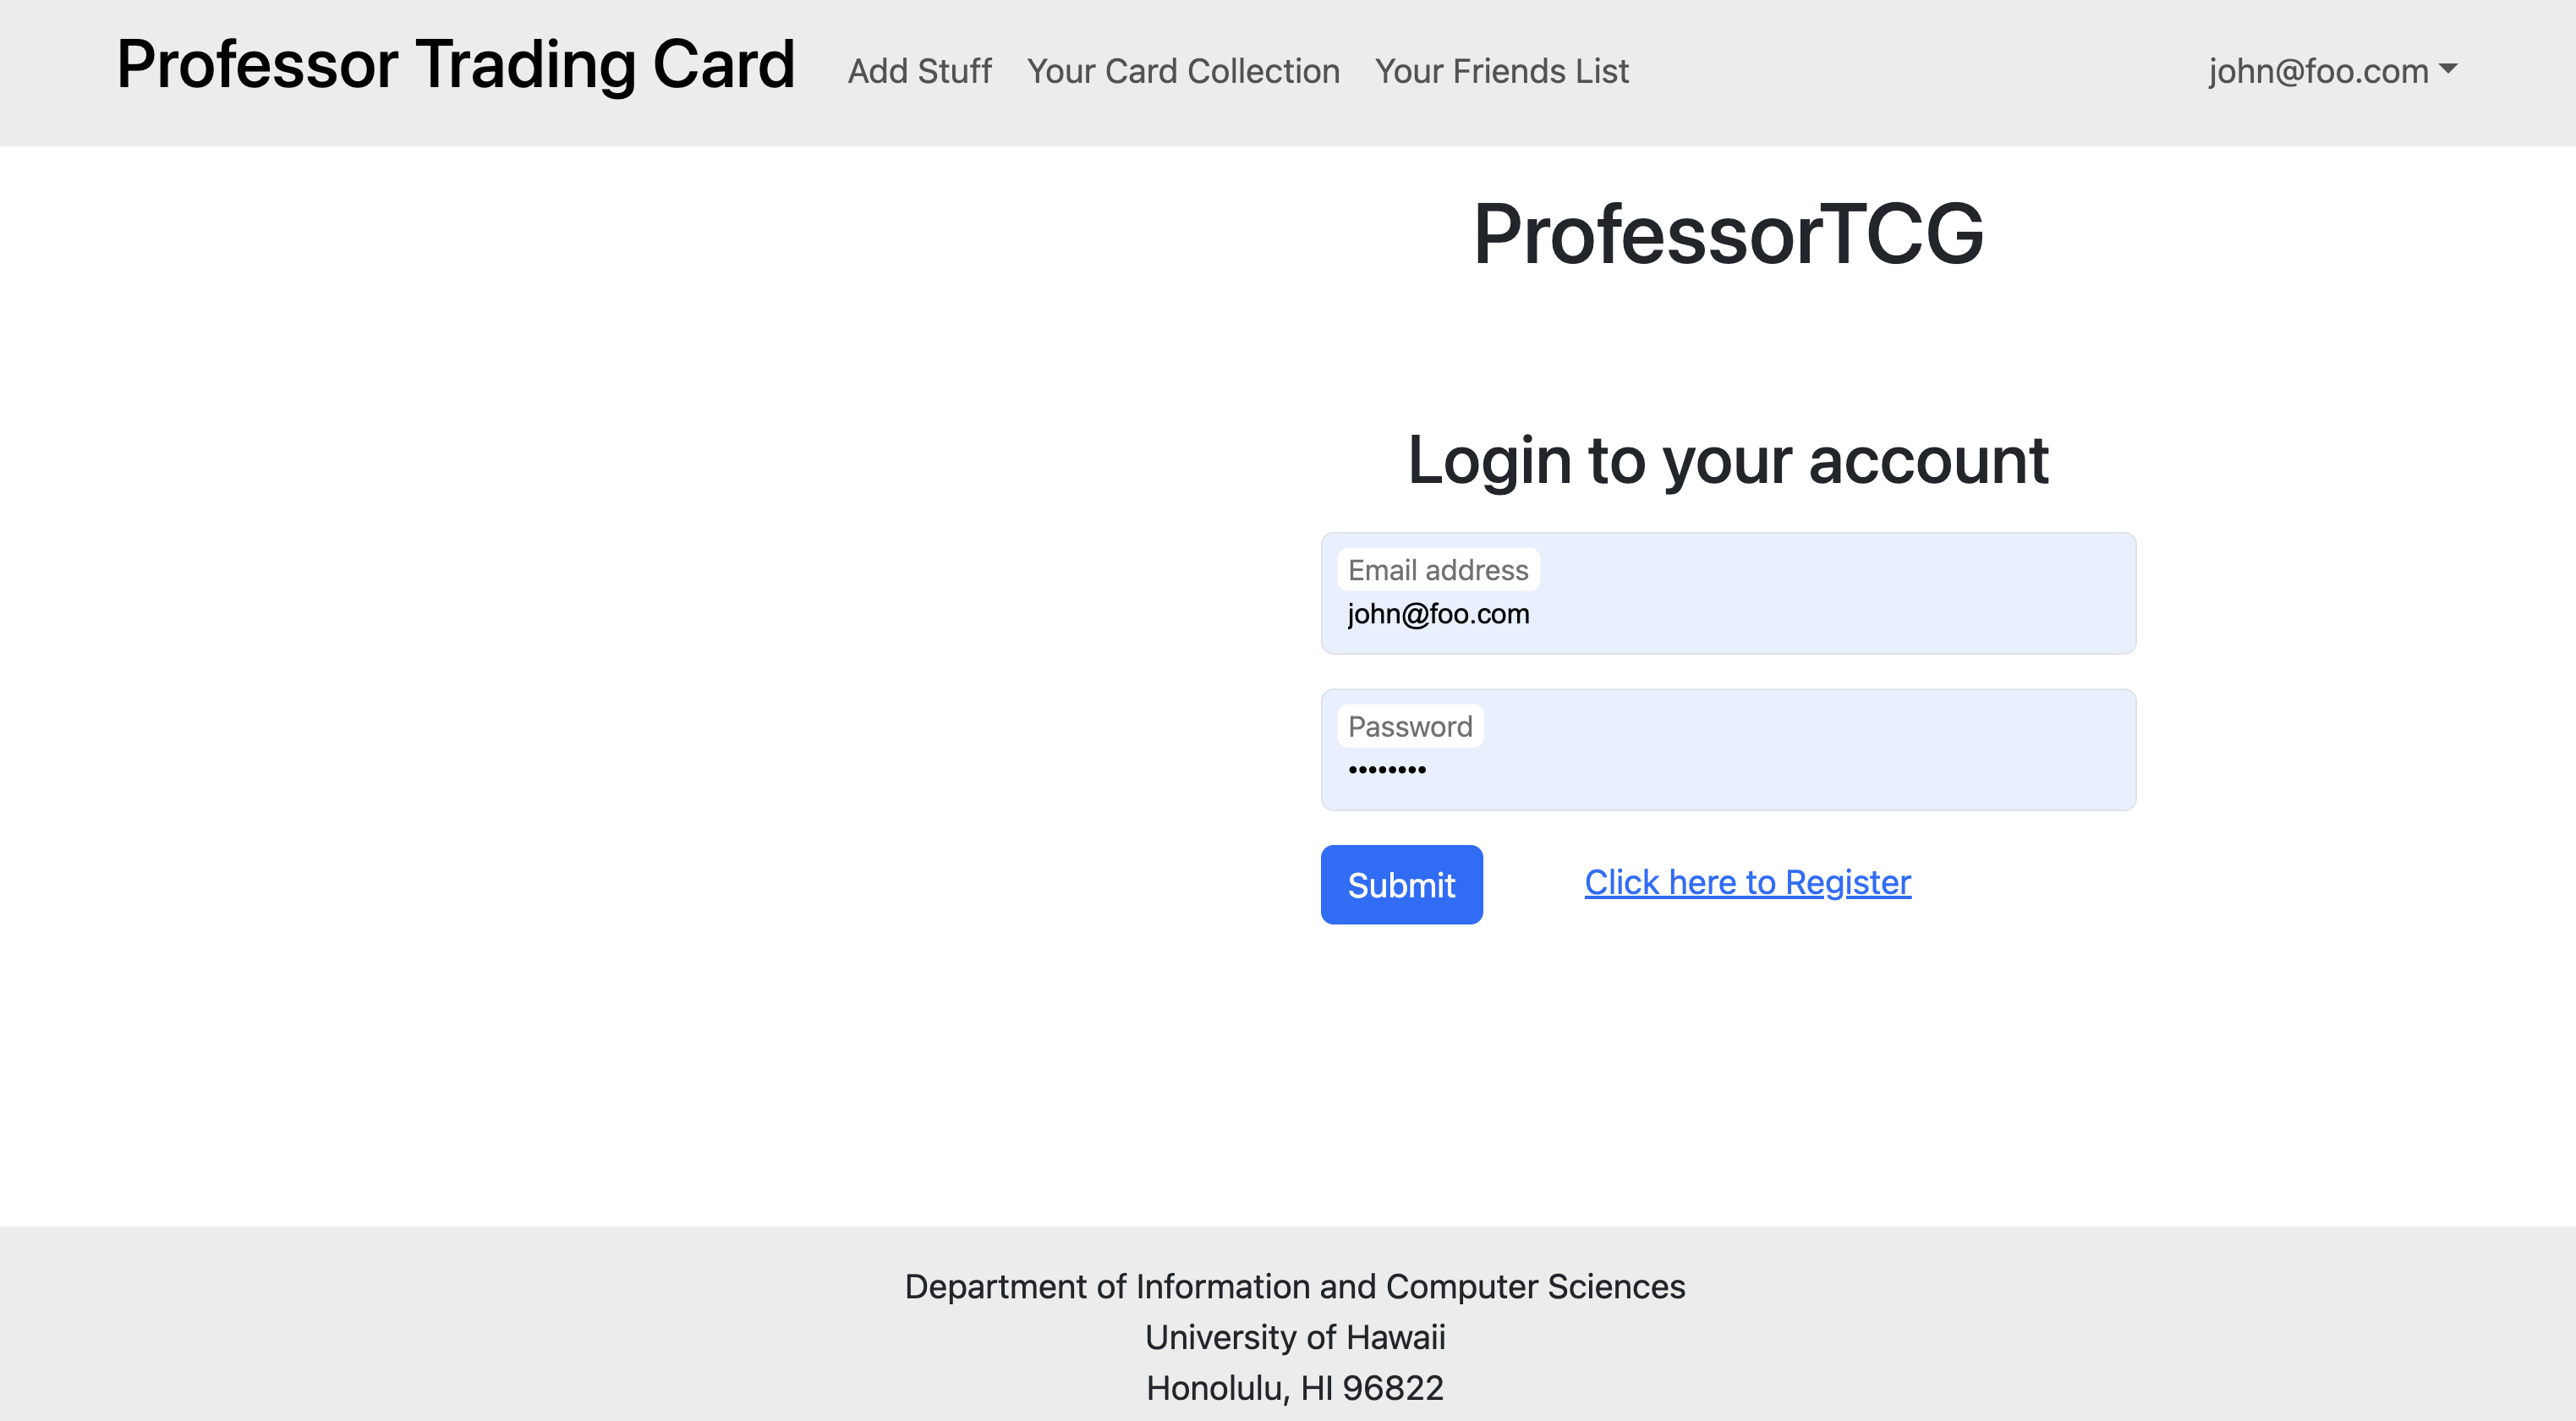 Professor Trading Card Add Stuff Your Card Collection Your Friends List john@foo.com
ProfessorTCG
Login to your account
Email address
john@foo.com
Password
••••••••
Submit Click here to Register
Department of Information and Computer Sciences
University of Hawaii
Honolulu, HI 96822